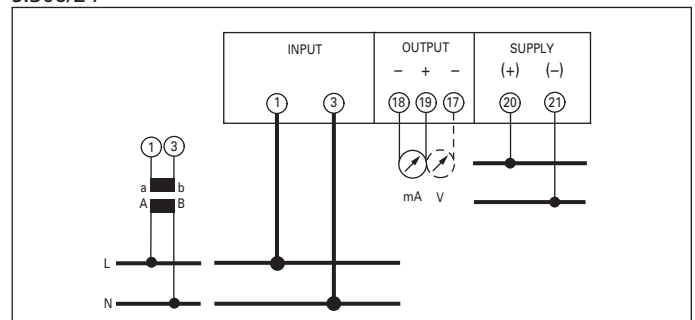 INPUT OUTPUT SUPPLY
– + – (+) (–)
1 3 18 19 17 20 21
1 3
a b
A B
mA V
L
N